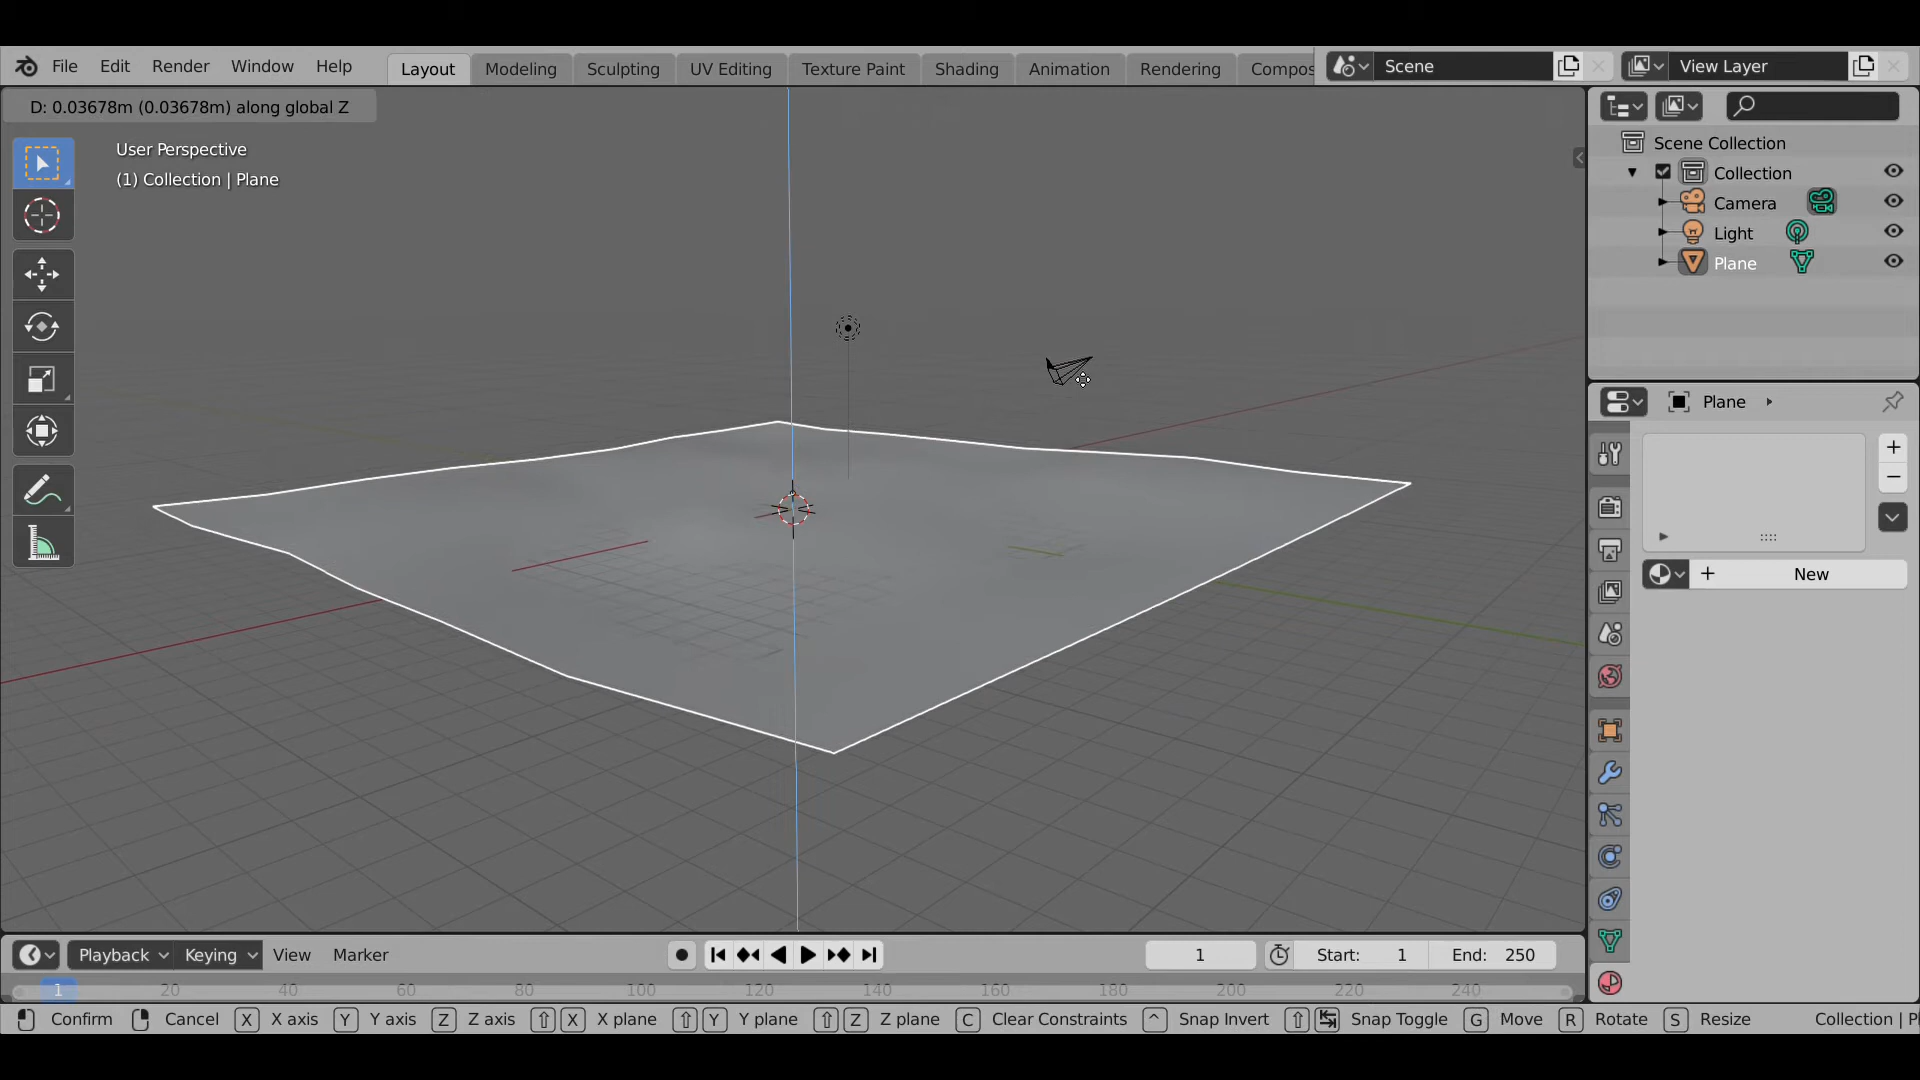 File Edit Render Window Help Layout Modeling Sculpting UV Editing Texture Paint Shading Animation Rendering Compos Scene View Layer
D: 0.03678m (0.03678m) along global Z
User Perspective
(1) Collection | Plane
Scene Collection
Collection
Camera
Light
Plane
Plane
New
Playback Keying View Marker 1 Start: 1 End: 250
1 20 40 60 80 100 120 140 160 180 200 220 240
Confirm Cancel X X axis Y Y axis Z Z axis X X plane Y Y plane Z Z plane C Clear Constraints ^ Snap Invert Snap Toggle G Move R Rotate S Resize Collection | Pl